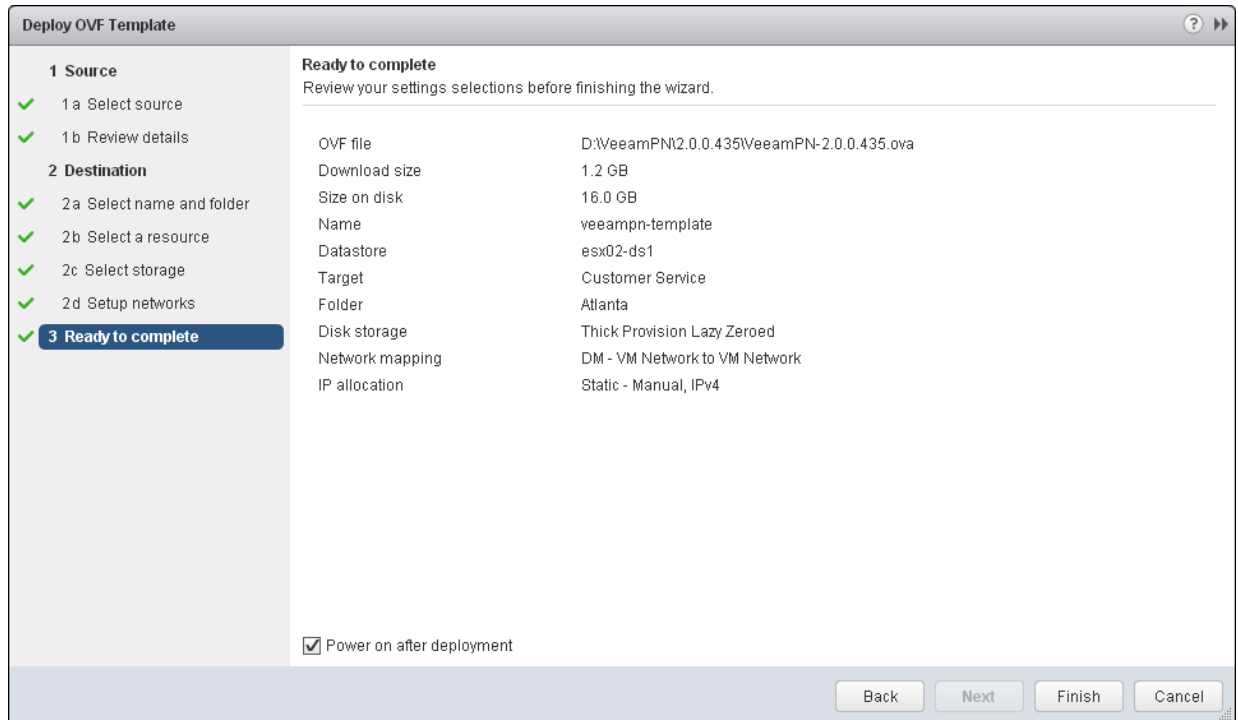 Deploy OVF Template
?
1 Source
1a Select source
1b Review details
2 Destination
2a Select name and folder
2b Select a resource
2c Select storage
2d Setup networks
3 Ready to complete
Ready to complete
Review your settings selections before finishing the wizard.
OVF file D:\VeeamPN\2.0.0.435\VeeamPN-2.0.0.435.ova
Download size 1.2 GB
Size on disk 16.0 GB
Name veeampn-template
Datastore esx02-ds1
Target Customer Service
Folder Atlanta
Disk storage Thick Provision Lazy Zeroed
Network mapping DM - VM Network to VM Network
IP allocation Static - Manual, IPv4
Power on after deployment
Back Next Finish Cancel